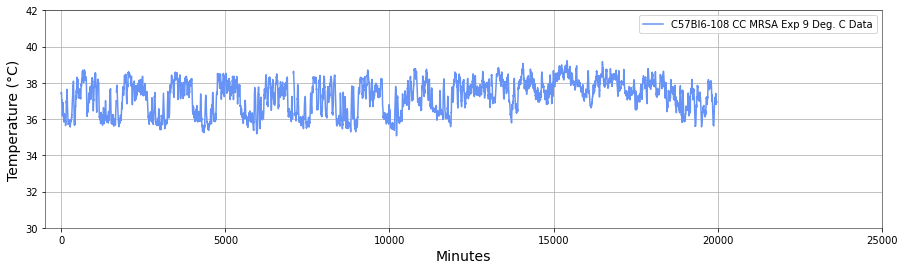 42
40
38
36
34
32
30
Temperature (°C)
C57Bl6-108 CC MRSA Exp 9 Deg. C Data
0 5000 10000 15000 20000 25000
Minutes